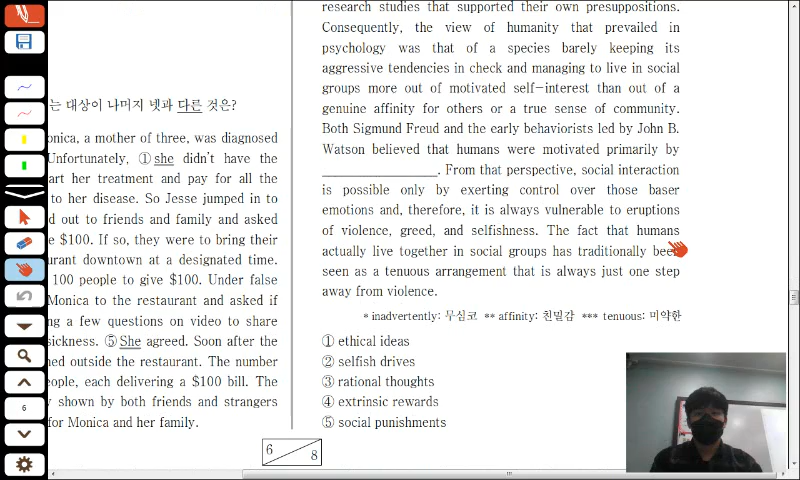 는 대상이 나머지 넷과 다른 것은?
onica, a mother of three, was diagnosed
Unfortunately, ① she didn't have the
art her treatment and pay for all the
to her disease. So Jesse jumped in to
d out to friends and family and asked
e $100. If so, they were to bring their
urant downtown at a designated time.
100 people to give $100. Under false
Monica to the restaurant and asked if
ng a few questions on video to share
sickness. ⑤ She agreed. Soon after the
ned outside the restaurant. The number
eople, each delivering a $100 bill. The
y shown by both friends and strangers
for Monica and her family.
research studies that supported their own presuppositions.
Consequently, the view of humanity that prevailed in
psychology was that of a species barely keeping its
aggressive tendencies in check and managing to live in social
groups more out of motivated self-interest than out of a
genuine affinity for others or a true sense of community.
Both Sigmund Freud and the early behaviorists led by John B.
Watson believed that humans were motivated primarily by
____________________. From that perspective, social interaction
is possible only by exerting control over those baser
emotions and, therefore, it is always vulnerable to eruptions
of violence, greed, and selfishness. The fact that humans
actually live together in social groups has traditionally been
seen as a tenuous arrangement that is always just one step
away from violence.
* inadvertently: 무심코 ** affinity: 친밀감 *** tenuous: 미약한
① ethical ideas
② selfish drives
③ rational thoughts
④ extrinsic rewards
⑤ social punishments
6
8
6